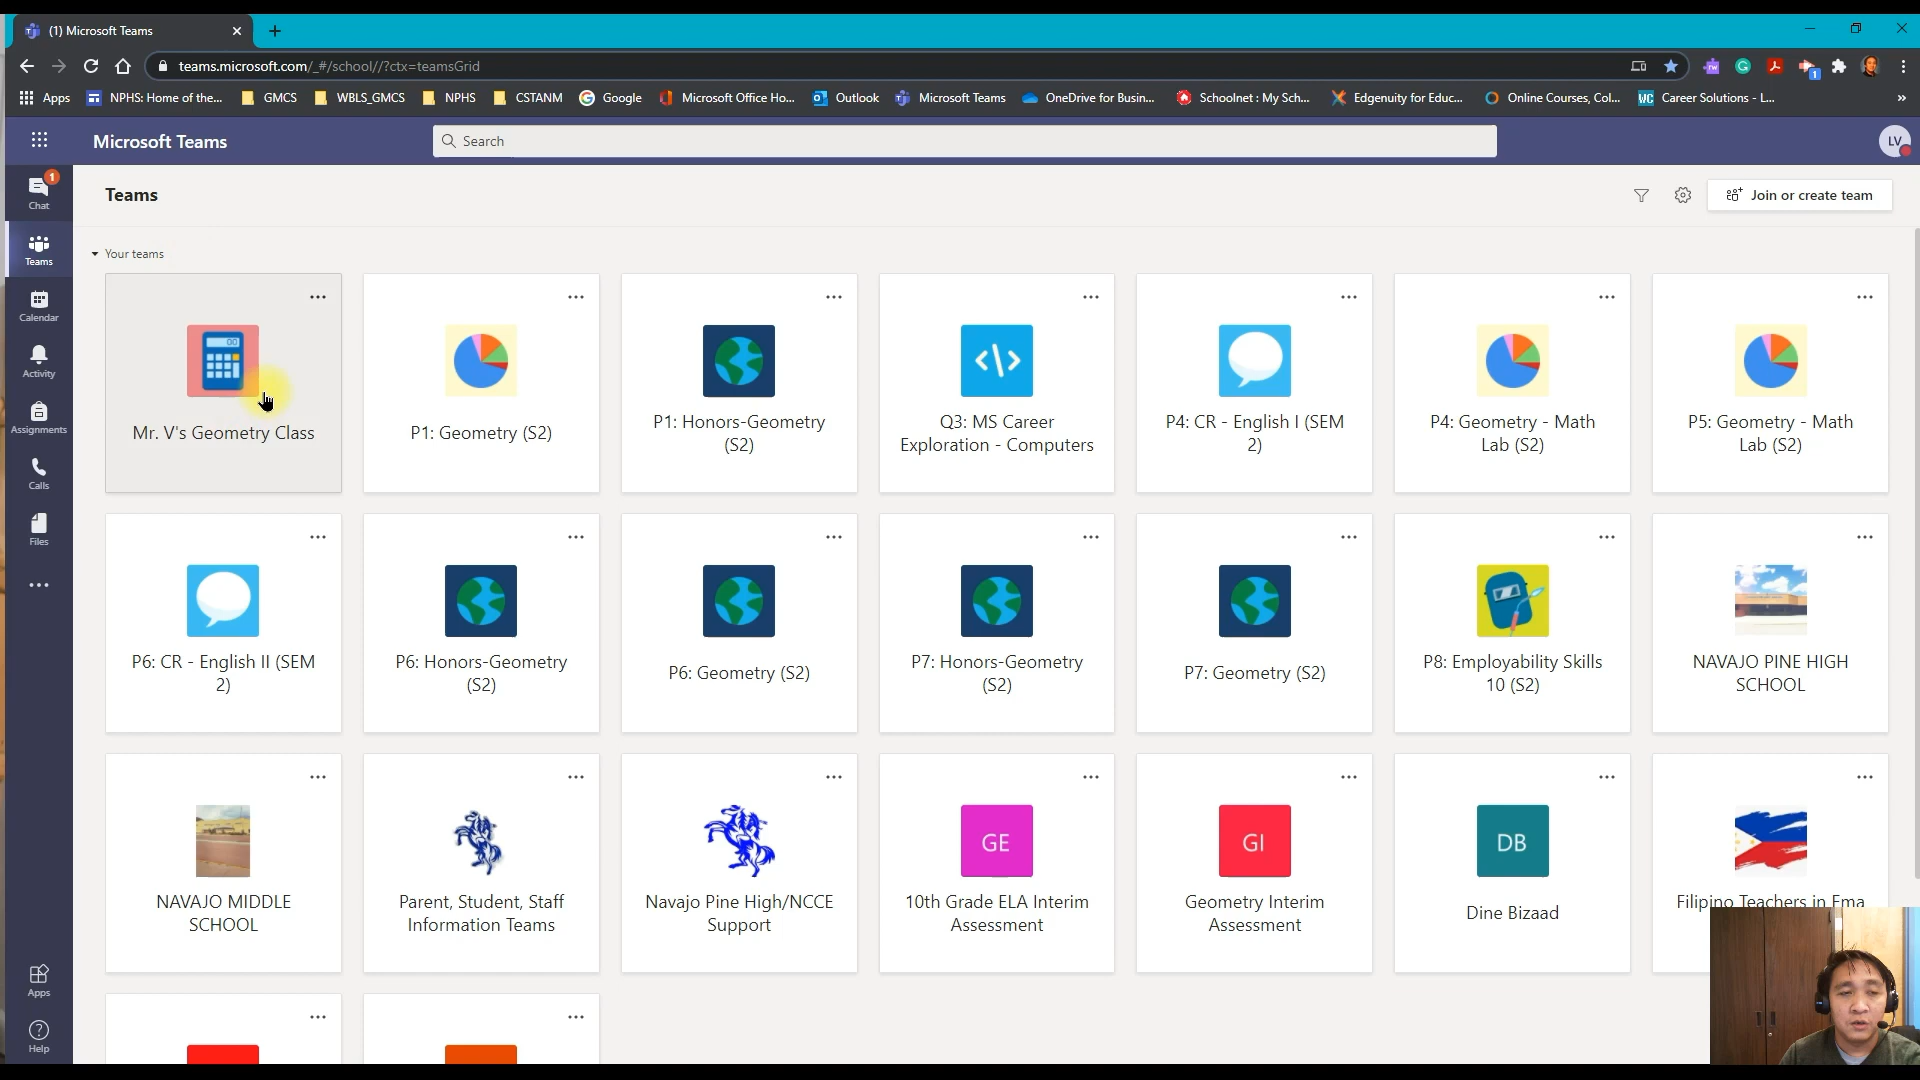 (1) Microsoft Teams
teams.microsoft.com/_#/school//?ctx=teamsGrid
Apps NPHS: Home of the... GMCS WBLS_GMCS NPHS CSTANM Google Microsoft Office Ho... Outlook Microsoft Teams OneDrive for Busin... Schoolnet : My Sch... Edgenuity for Educ... Online Courses, Col... WC Career Solutions - L... »
Microsoft Teams
Search
LV
1
Chat
Teams
Calendar
Activity
Assignments
Calls
Files
Apps
Help
Teams
Join or create team
Your teams
Mr. V's Geometry Class
P1: Geometry (S2)
P1: Honors-Geometry
(S2)
Q3: MS Career
Exploration - Computers
P4: CR - English I (SEM
2)
P4: Geometry - Math
Lab (S2)
P5: Geometry - Math
Lab (S2)
P6: CR - English II (SEM
2)
P6: Honors-Geometry
(S2)
P6: Geometry (S2)
P7: Honors-Geometry
(S2)
P7: Geometry (S2)
P8: Employability Skills
10 (S2)
NAVAJO PINE HIGH
SCHOOL
NAVAJO MIDDLE
SCHOOL
Parent, Student, Staff
Information Teams
Navajo Pine High/NCCE
Support
GE
10th Grade ELA Interim
Assessment
GI
Geometry Interim
Assessment
DB
Dine Bizaad
Filipino Teachers in Ema